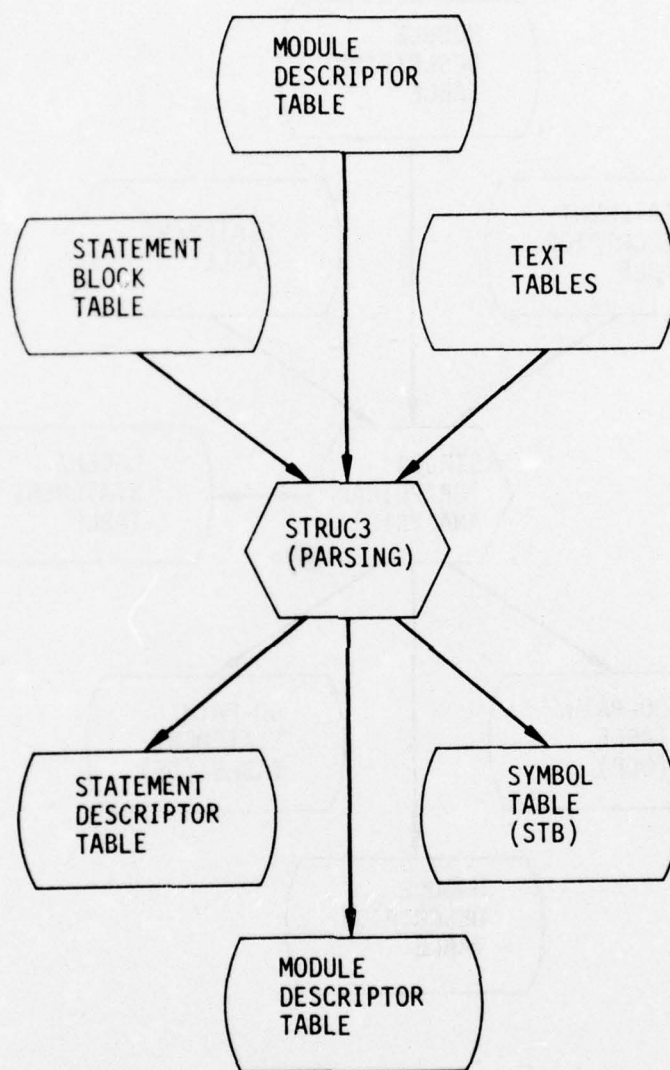 MODULE
DESCRIPTOR
TABLE
STATEMENT
BLOCK
TABLE
TEXT
TABLES
STRUC3
(PARSING)
STATEMENT
DESCRIPTOR
TABLE
SYMBOL
TABLE
(STB)
MODULE
DESCRIPTOR
TABLE